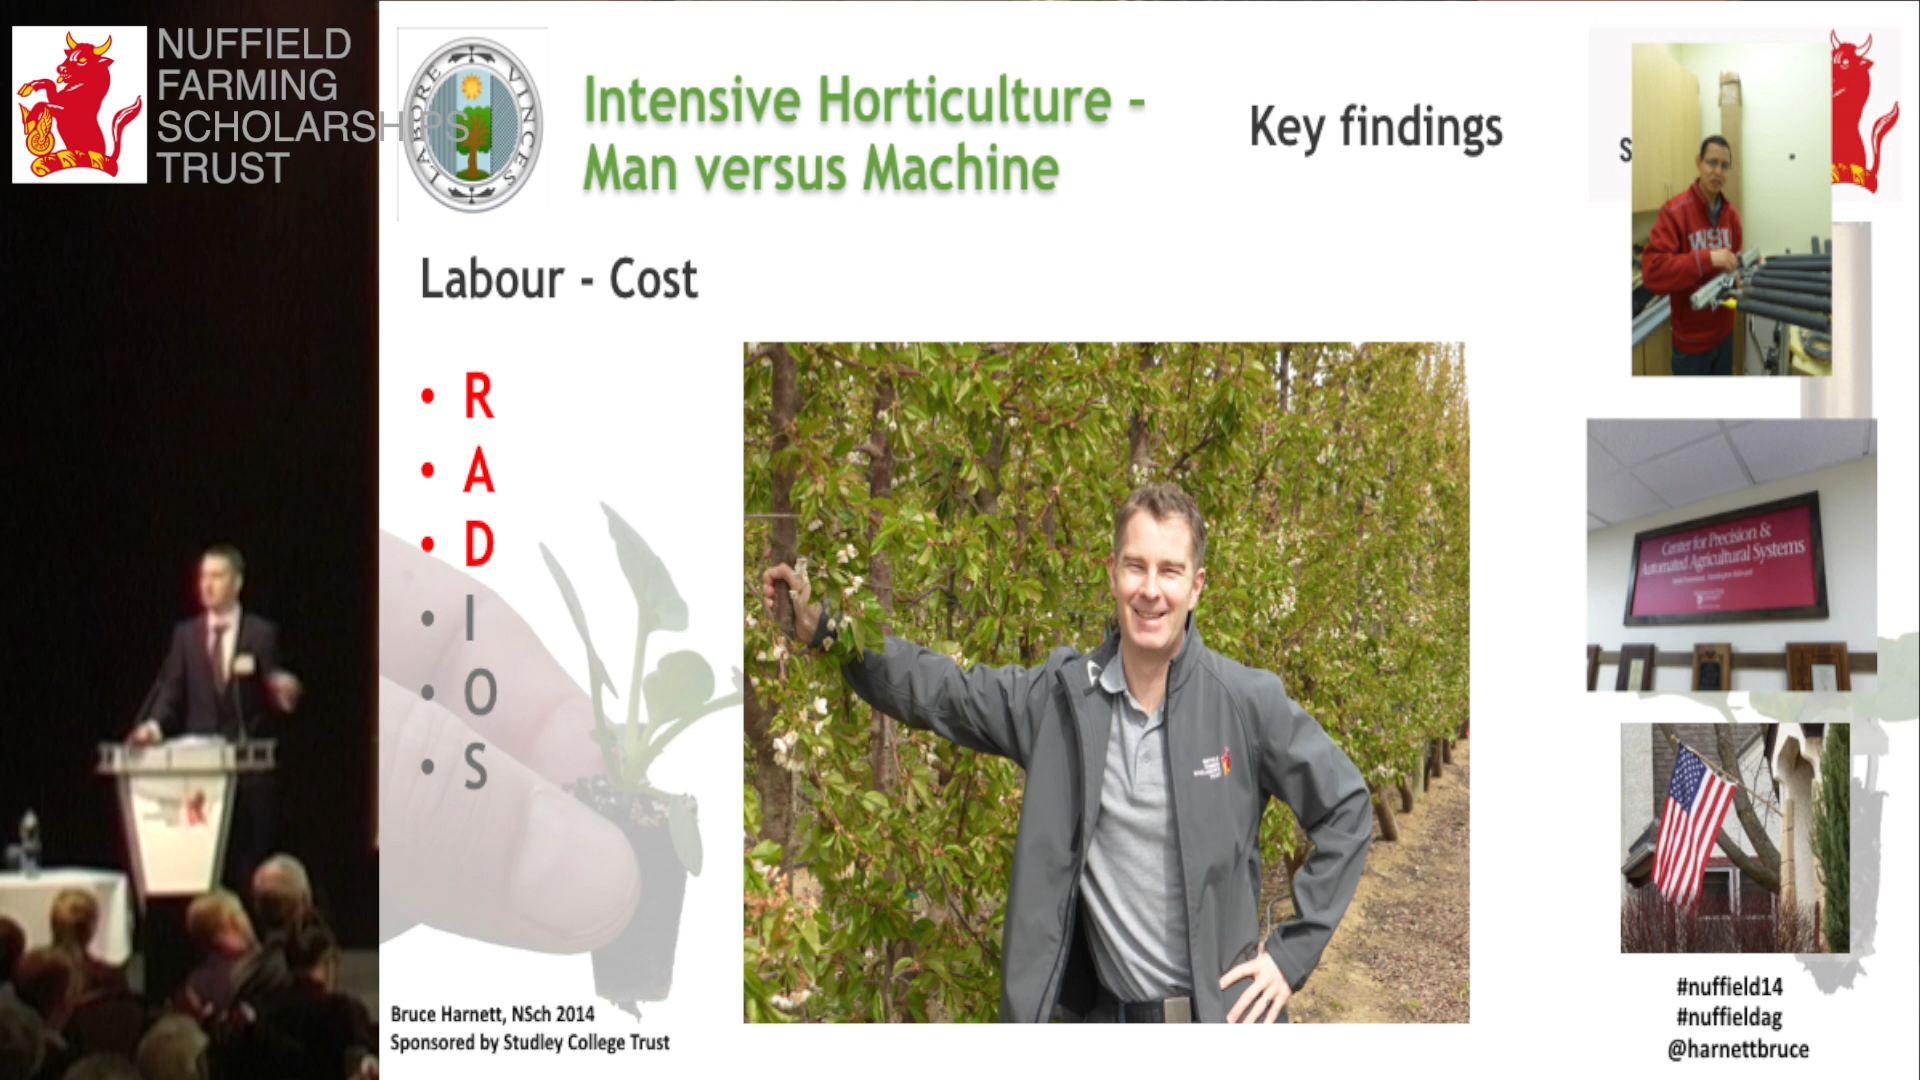 NUFFIELD
FARMING
SCHOLARSHIPS
TRUST
LABORE VINCES
Intensive Horticulture -
Man versus Machine
Key findings
S
WSU
Labour - Cost
• R
• A
• D
• I
• O
• S
Center for Precision &
Automated Agricultural Systems
Bruce Harnett, NSch 2014
Sponsored by Studley College Trust
#nuffield14
#nuffieldag
@harnettbruce